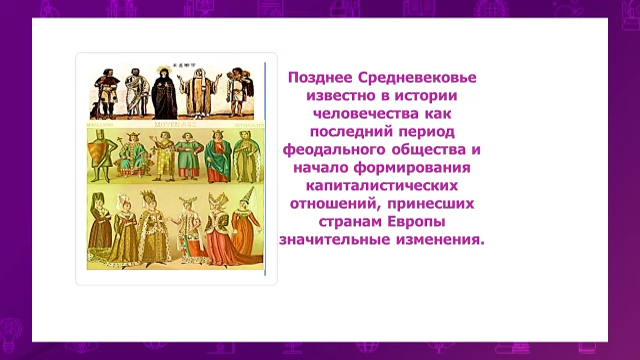 Позднее Средневековье
известно в истории
человечества как
последний период
феодального общества и
начало формирования
капиталистических
отношений, принесших
странам Европы
значительные изменения.